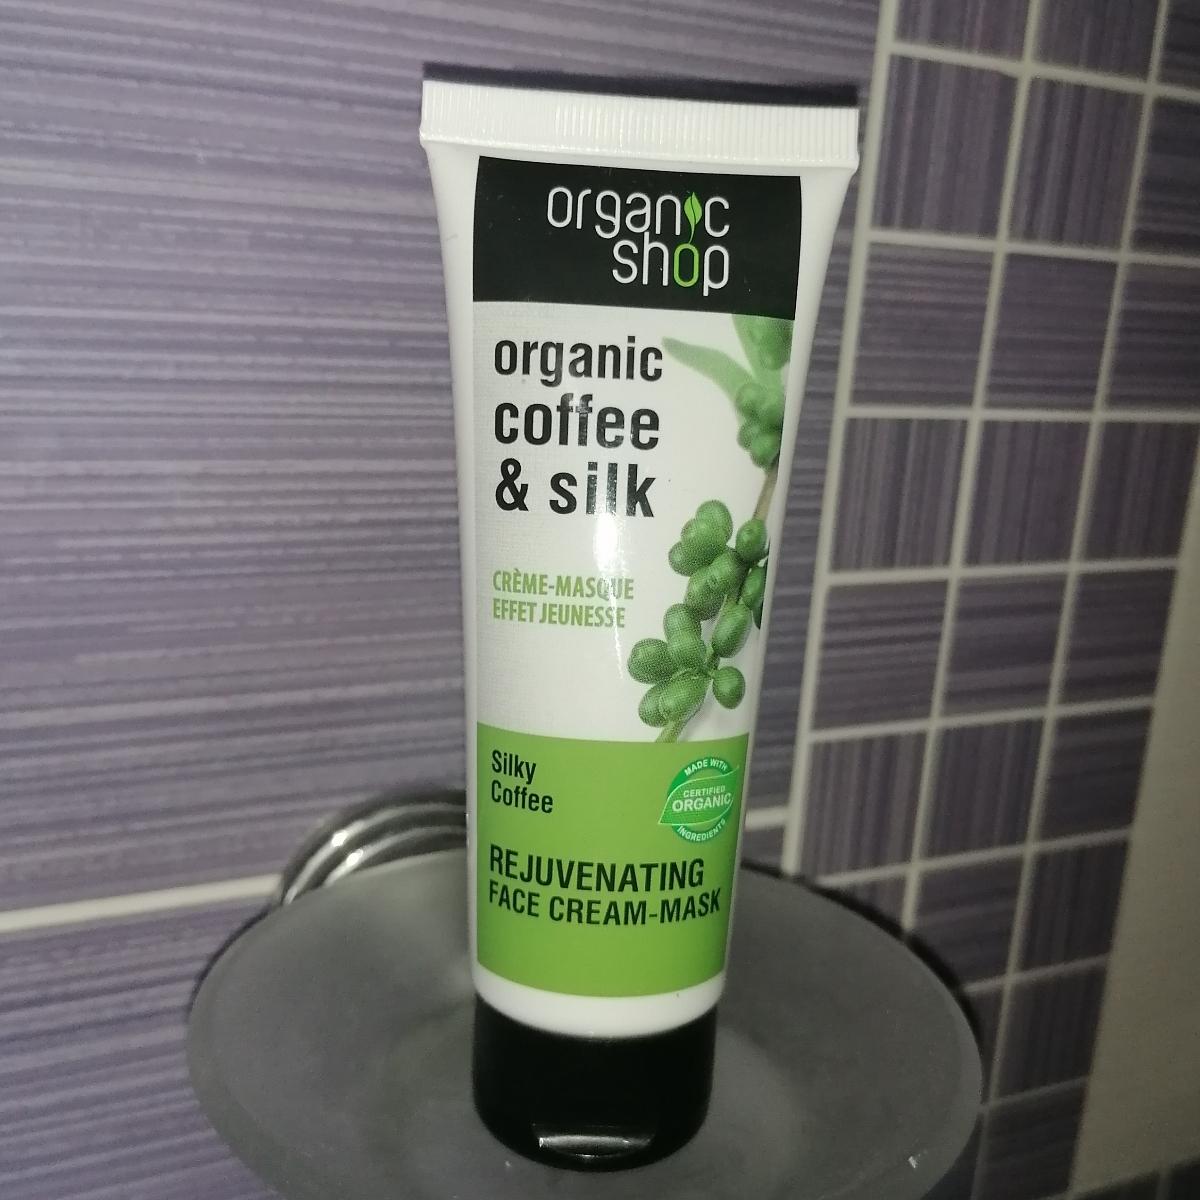 organic
shop
organic
coffee
& silk
CRÈME-MASQUE
EFFET JEUNESSE
Silky
Coffee
MADE WITH
CERTIFIED
ORGANIC
INGREDIENTS
REJUVENATING
FACE CREAM-MASK